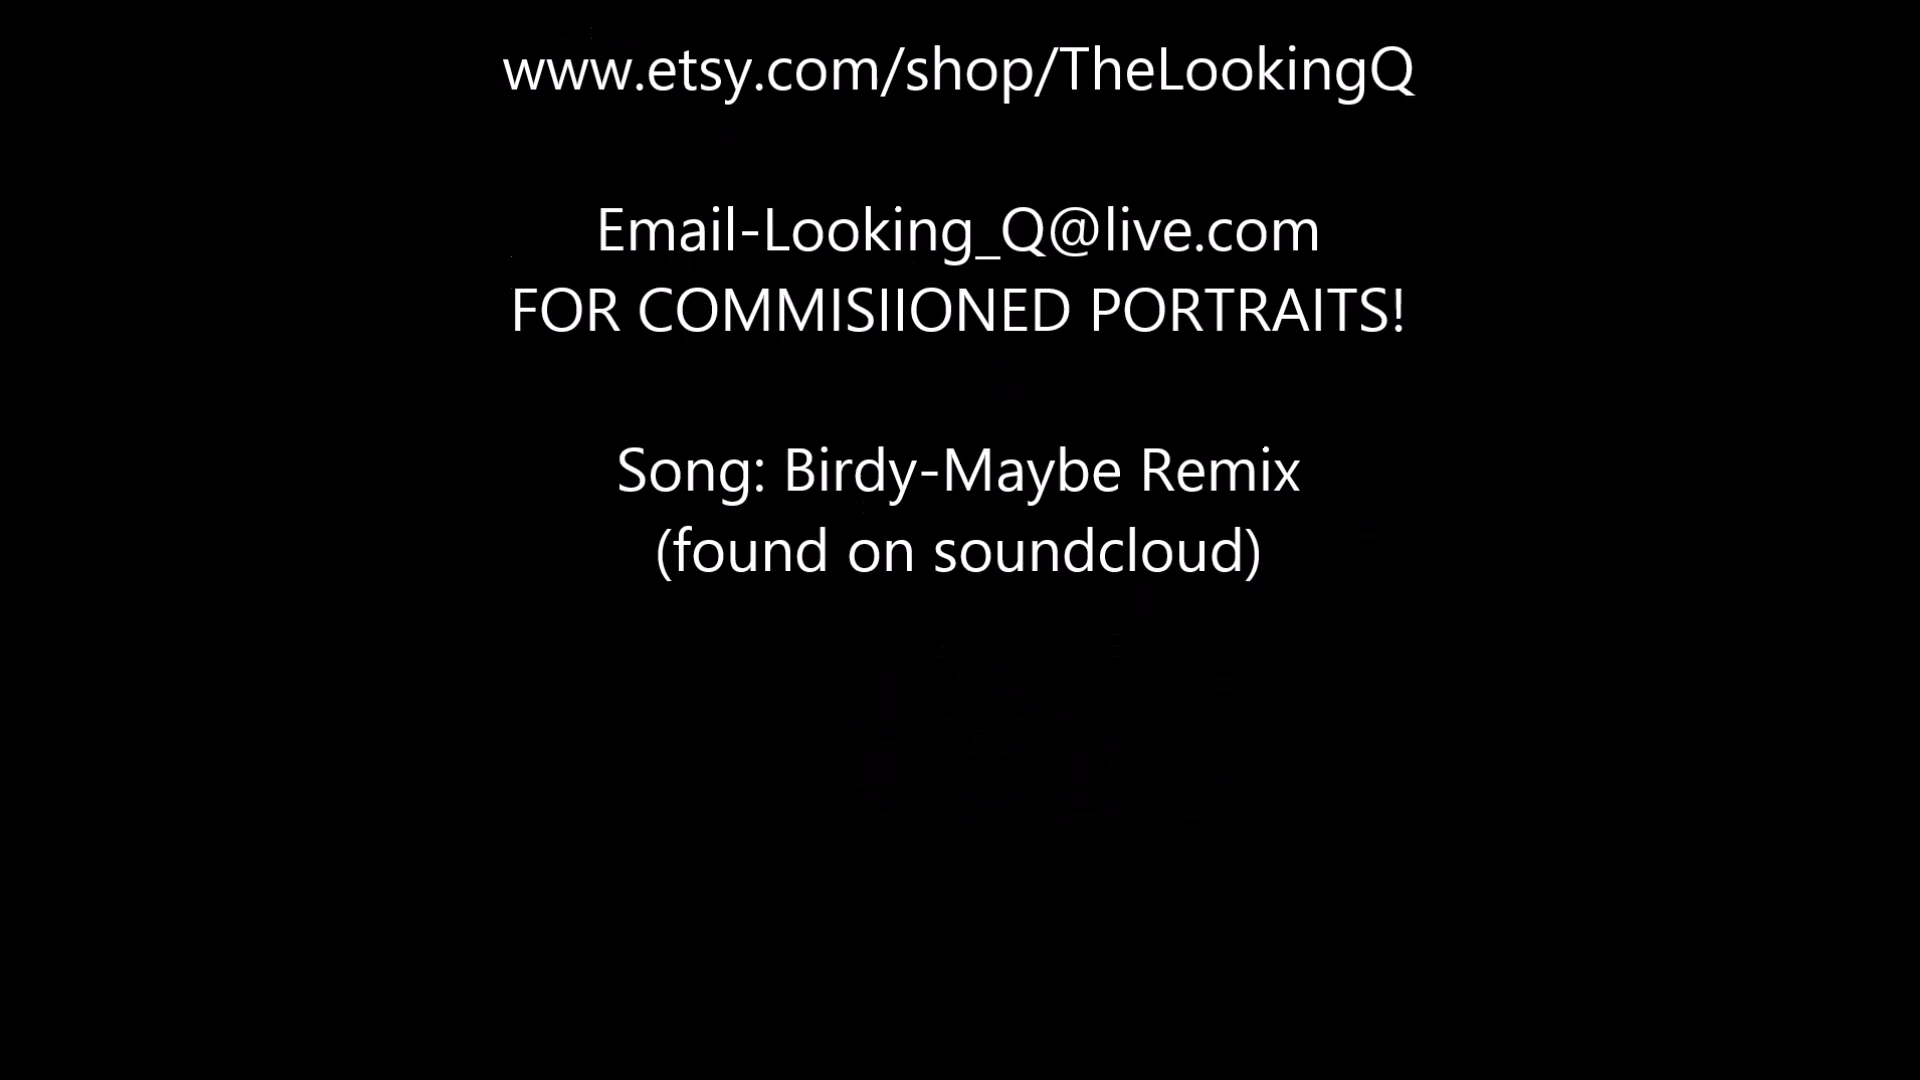 www.etsy.com/shop/TheLookingQ
Email-Looking_Q@live.com
FOR COMMISIIONED PORTRAITS!
Song: Birdy-Maybe Remix
(found on soundcloud)